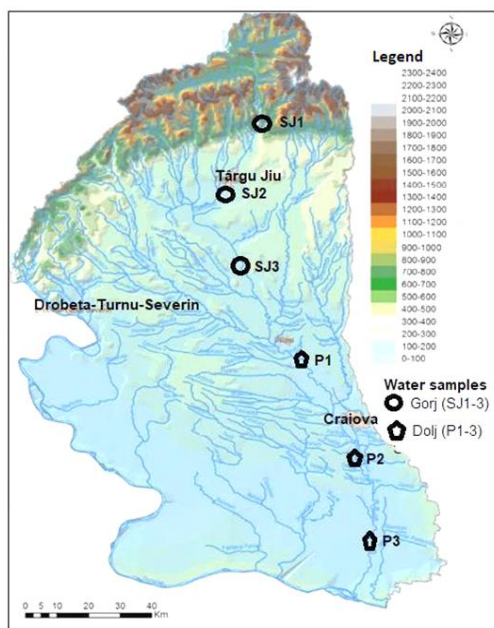 Legend
2300-2400
2200-2300
2100-2200
2000-2100
1900-2000
1800-1900
1700-1800
1600-1700
1500-1600
1400-1500
1300-1400
1200-1300
1100-1200
1000-1100
900-1000
800-900
700-800
600-700
500-600
400-500
300-400
200-300
100-200
0-100
SJ1
Târgu Jiu
SJ2
SJ3
Drobeta-Turnu-Severin
P1
Water samples
Gorj (SJ1-3)
Dolj (P1-3)
Craiova
P2
P3
0 5 10 20 30 40
Km